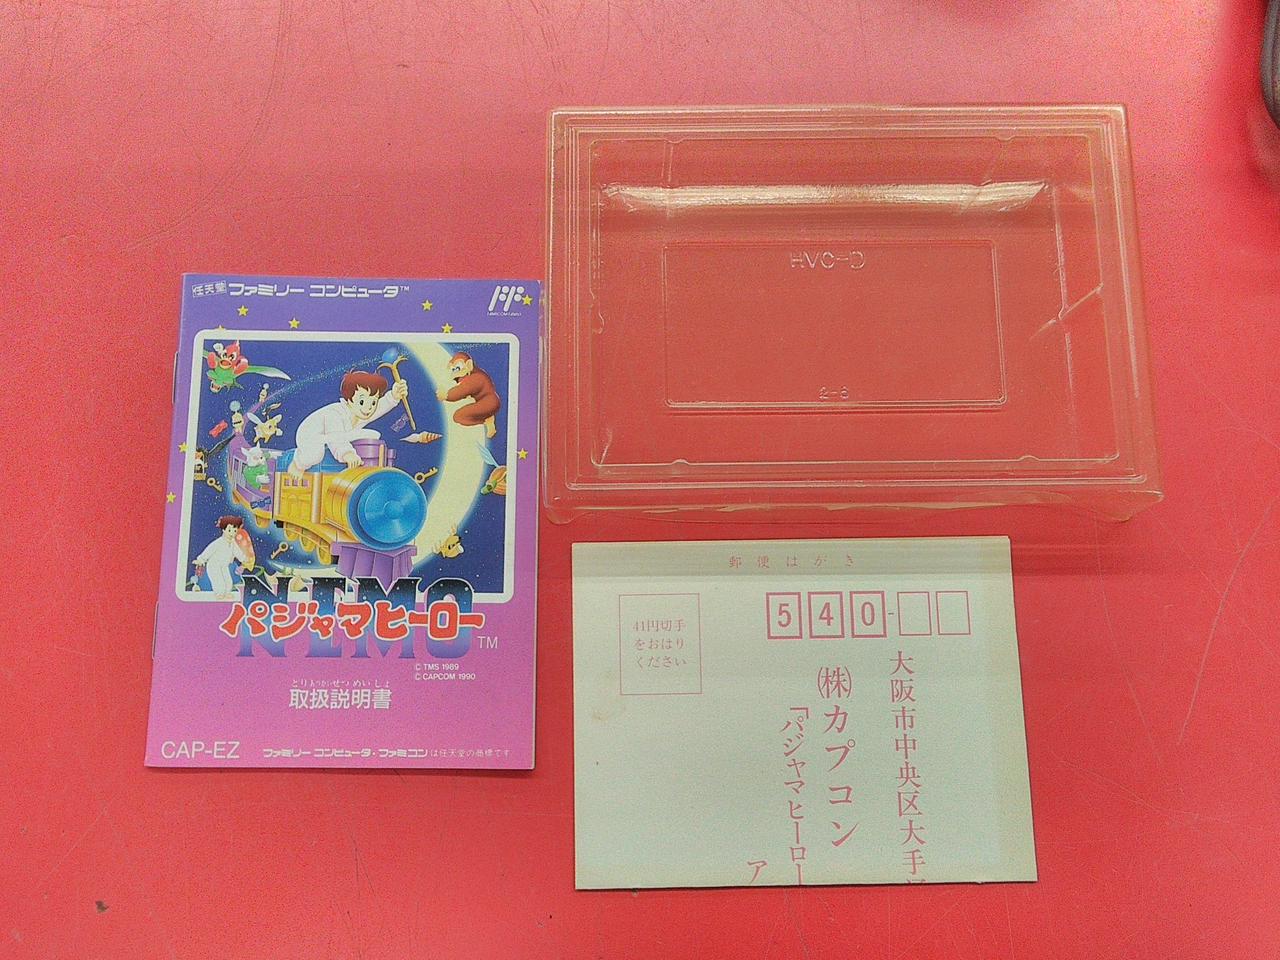 任天堂 ファミリー コンピュータ™
FAMICOM FAMILY
NEMO
パジャマヒーロー
TM
© TMS 1989
© CAPCOM 1990
とりあつかいせつめいしょ
取扱説明書
CAP-EZ
ファミリー コンピュータ・ファミコンは任天堂の商標です
HVC-D
2-6
郵便はがき
41円切手
をおはり
ください
540-
大阪市中央区大手
(株)カプコン
「パジャマヒーロー
ア